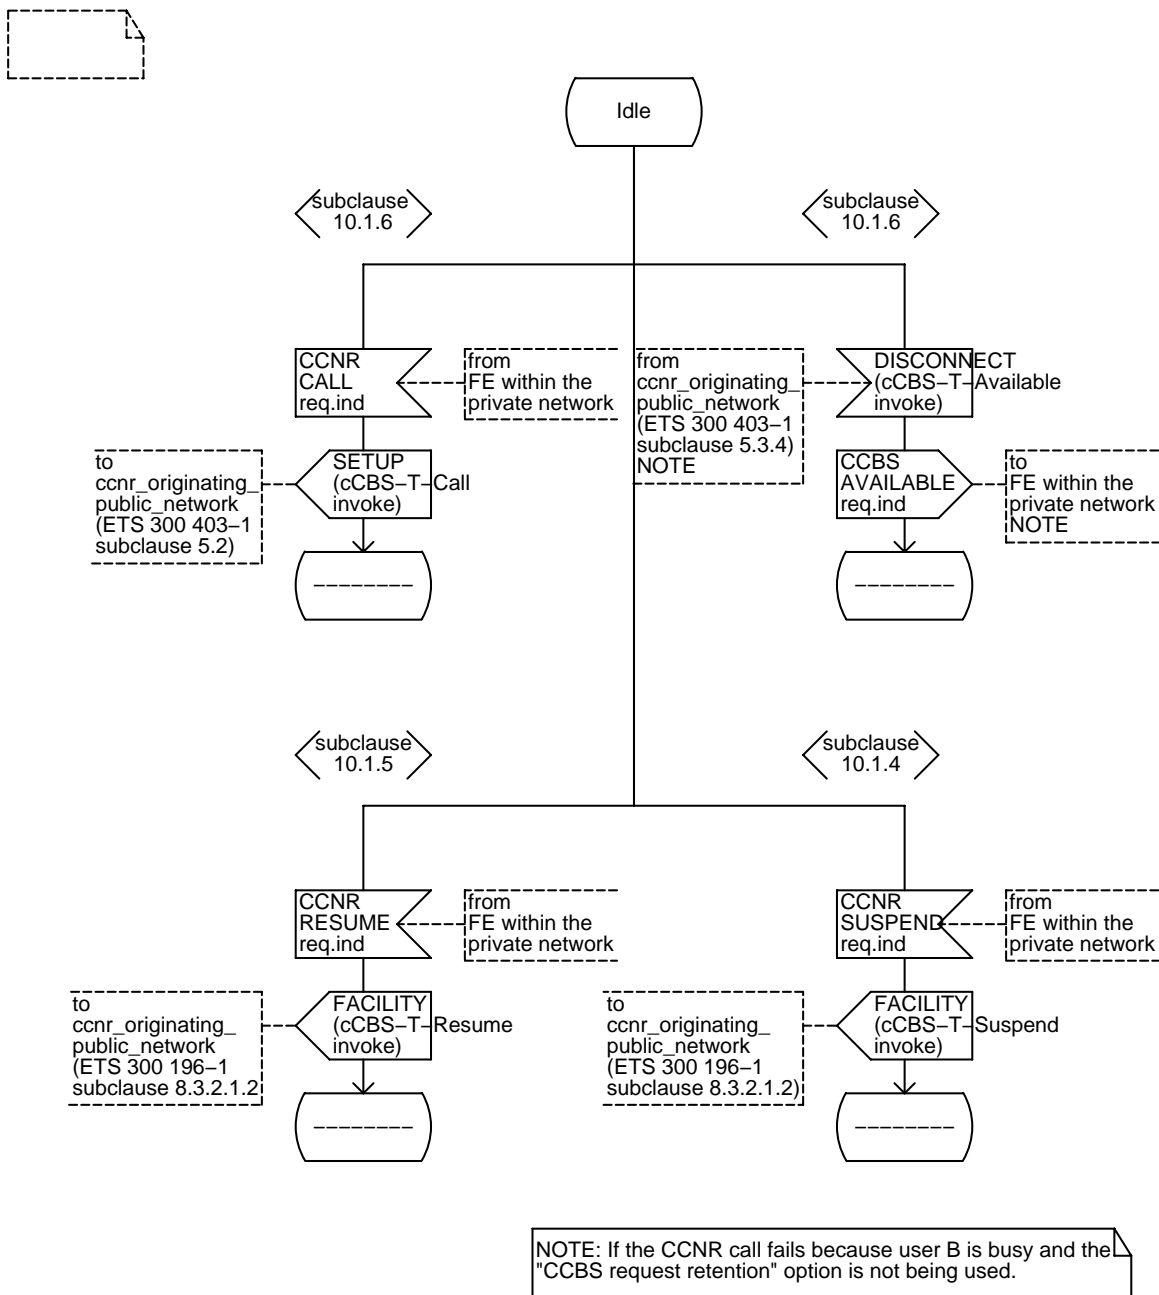 Idle
subclause
10.1.6
subclause
10.1.6
CCNR
CALL
req.ind
from
FE within the
private network
from
ccnr_originating_
public_network
(ETS 300 403–1
subclause 5.3.4)
NOTE
DISCONNECT
(cCBS–T–Available
invoke)
to
ccnr_originating_
public_network
(ETS 300 403–1
subclause 5.2)
SETUP
(cCBS–T–Call
invoke)
CCBS
AVAILABLE
req.ind
to
FE within the
private network
NOTE
––––––––
––––––––
subclause
10.1.5
subclause
10.1.4
CCNR
RESUME
req.ind
from
FE within the
private network
CCNR
SUSPEND
req.ind
from
FE within the
private network
to
ccnr_originating_
public_network
(ETS 300 196–1
subclause 8.3.2.1.2
FACILITY
(cCBS–T–Resume
invoke)
to
ccnr_originating_
public_network
(ETS 300 196–1
subclause 8.3.2.1.2)
FACILITY
(cCBS–T–Suspend
invoke)
––––––––
––––––––
NOTE: If the CCNR call fails because user B is busy and the
"CCBS request retention" option is not being used.